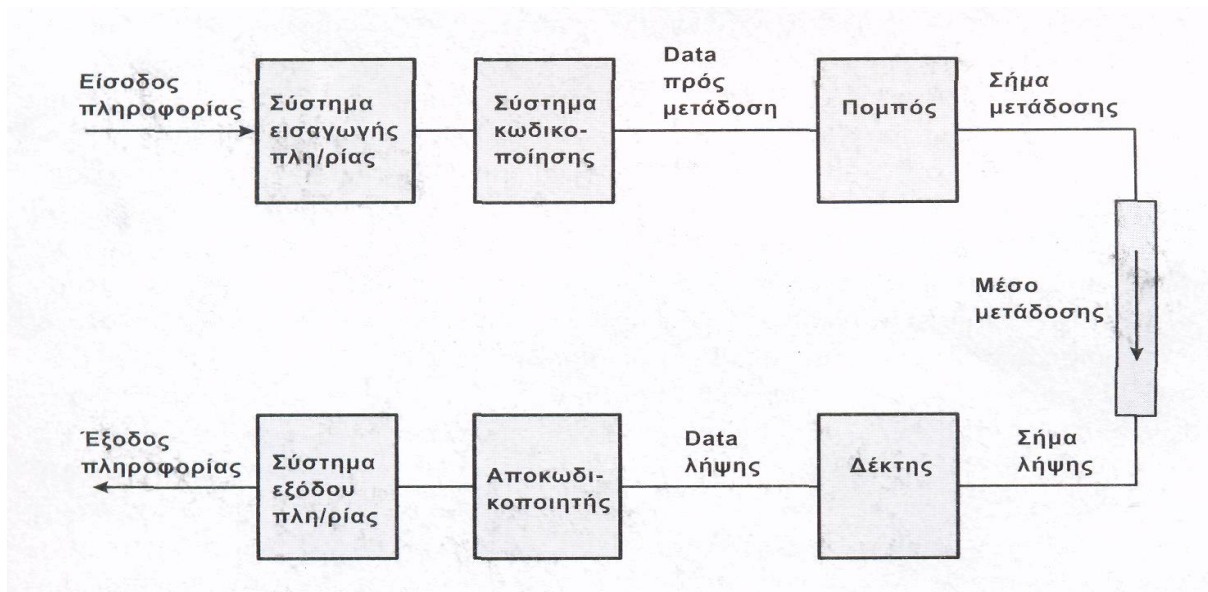 Είσοδος
πληροφορίας
Σύστημα
εισαγωγής
πλη/ρίας
Σύστημα
κωδικο-
ποίησης
Data
πρός
μετάδοση
Πομπός
Σήμα
μετάδοσης
Μέσο
μετάδοσης
Έξοδος
πληροφορίας
Σύστημα
εξόδου
πλη/ρίας
Αποκωδι-
κοποιητής
Data
λήψης
Δέκτης
Σήμα
λήψης